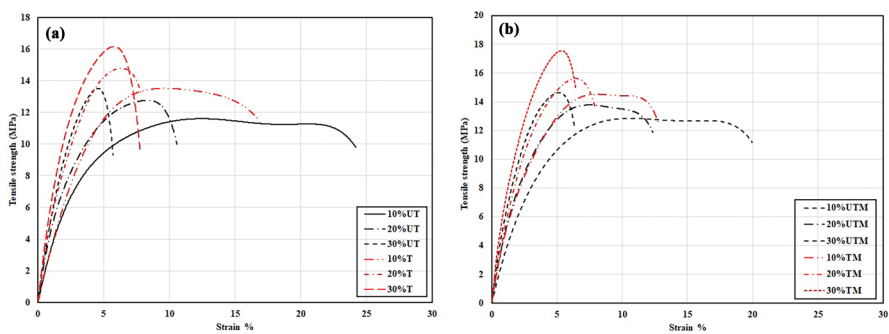 (a)
18
16
14
12
10
8
6
4
2
0
Tensile strength (MPa)
0 5 10 15 20 25 30
Strain %
10%UT
20%UT
30%UT
10%T
20%T
30%T
(b)
20
18
16
14
12
10
8
6
4
2
0
Tensile strength (MPa)
0 5 10 15 20 25 30
Strain %
10%UTM
20%UTM
30%UTM
10%TM
20%TM
30%TM